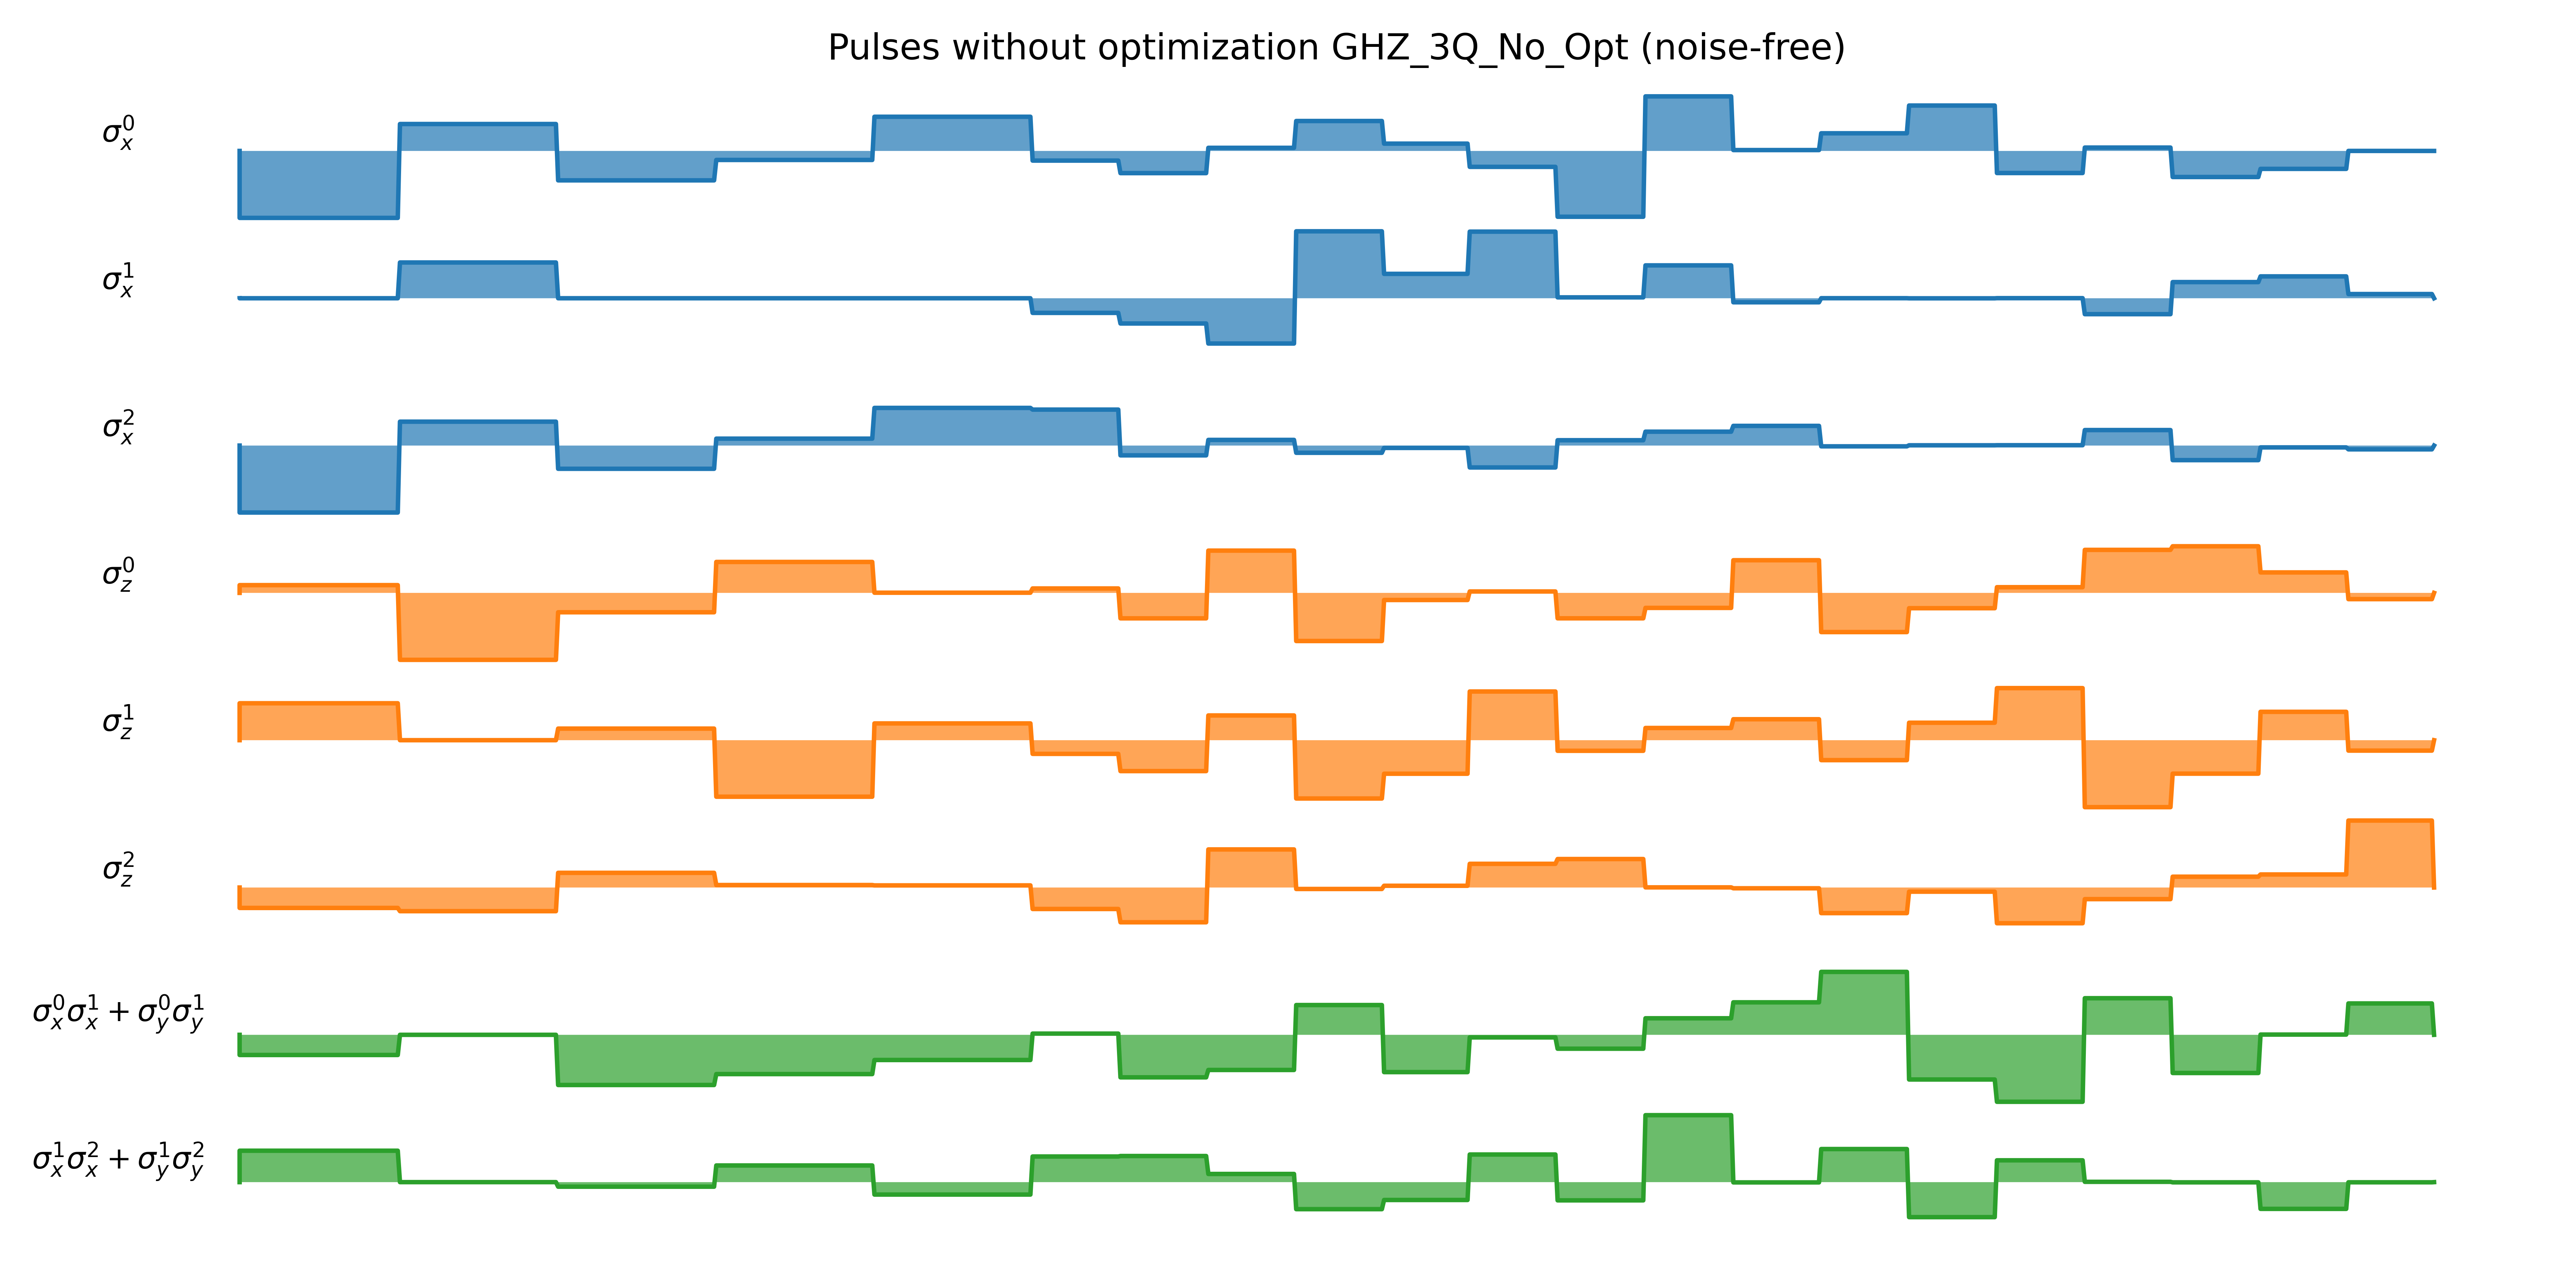 Pulses without optimization GHZ_3Q_No_Opt (noise-free)
σ_x^0
σ_x^1
σ_x^2
σ_z^0
σ_z^1
σ_z^2
σ_x^0σ_x^1 + σ_y^0σ_y^1
σ_x^1σ_x^2 + σ_y^1σ_y^2